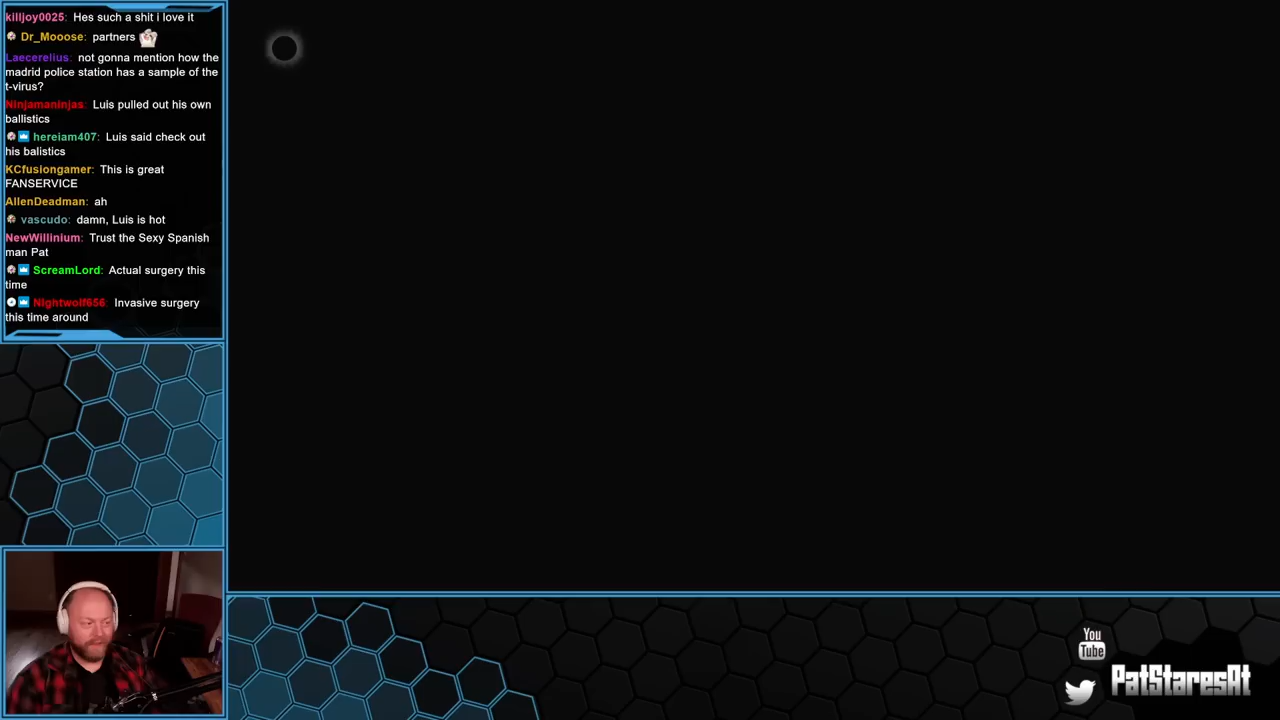 killjoy0025: Hes such a shit i love it
Dr_Mooose: partners
Laecerelius: not gonna mention how the
madrid police station has a sample of the
t-virus?
Ninjamaninjas: Luis pulled out his own
ballistics
hereiam407: Luis said check out
his balistics
KCfusiongamer: This is great
FANSERVICE
AllenDeadman: ah
vascudo: damn, Luis is hot
NewWillinium: Trust the Sexy Spanish
man Pat
ScreamLord: Actual surgery this
time
Nightwolf656: Invasive surgery
this time around
You
Tube
PatStaresAt